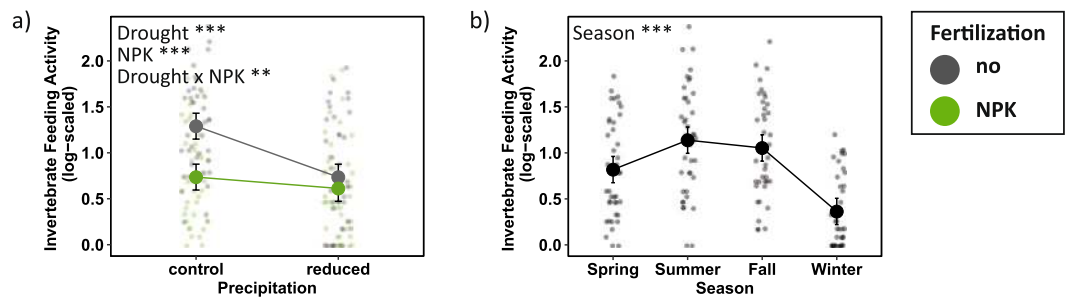 a)
Invertebrate Feeding Activity
(log−scaled)
Drought ***
NPK ***
Drought x NPK **
2.0
1.5
1.0
0.5
0.0
control reduced
Precipitation
b)
Invertebrate Feeding Activity
(log−scaled)
Season ***
2.0
1.5
1.0
0.5
0.0
Spring Summer Fall Winter
Season
Fertilization
no
NPK